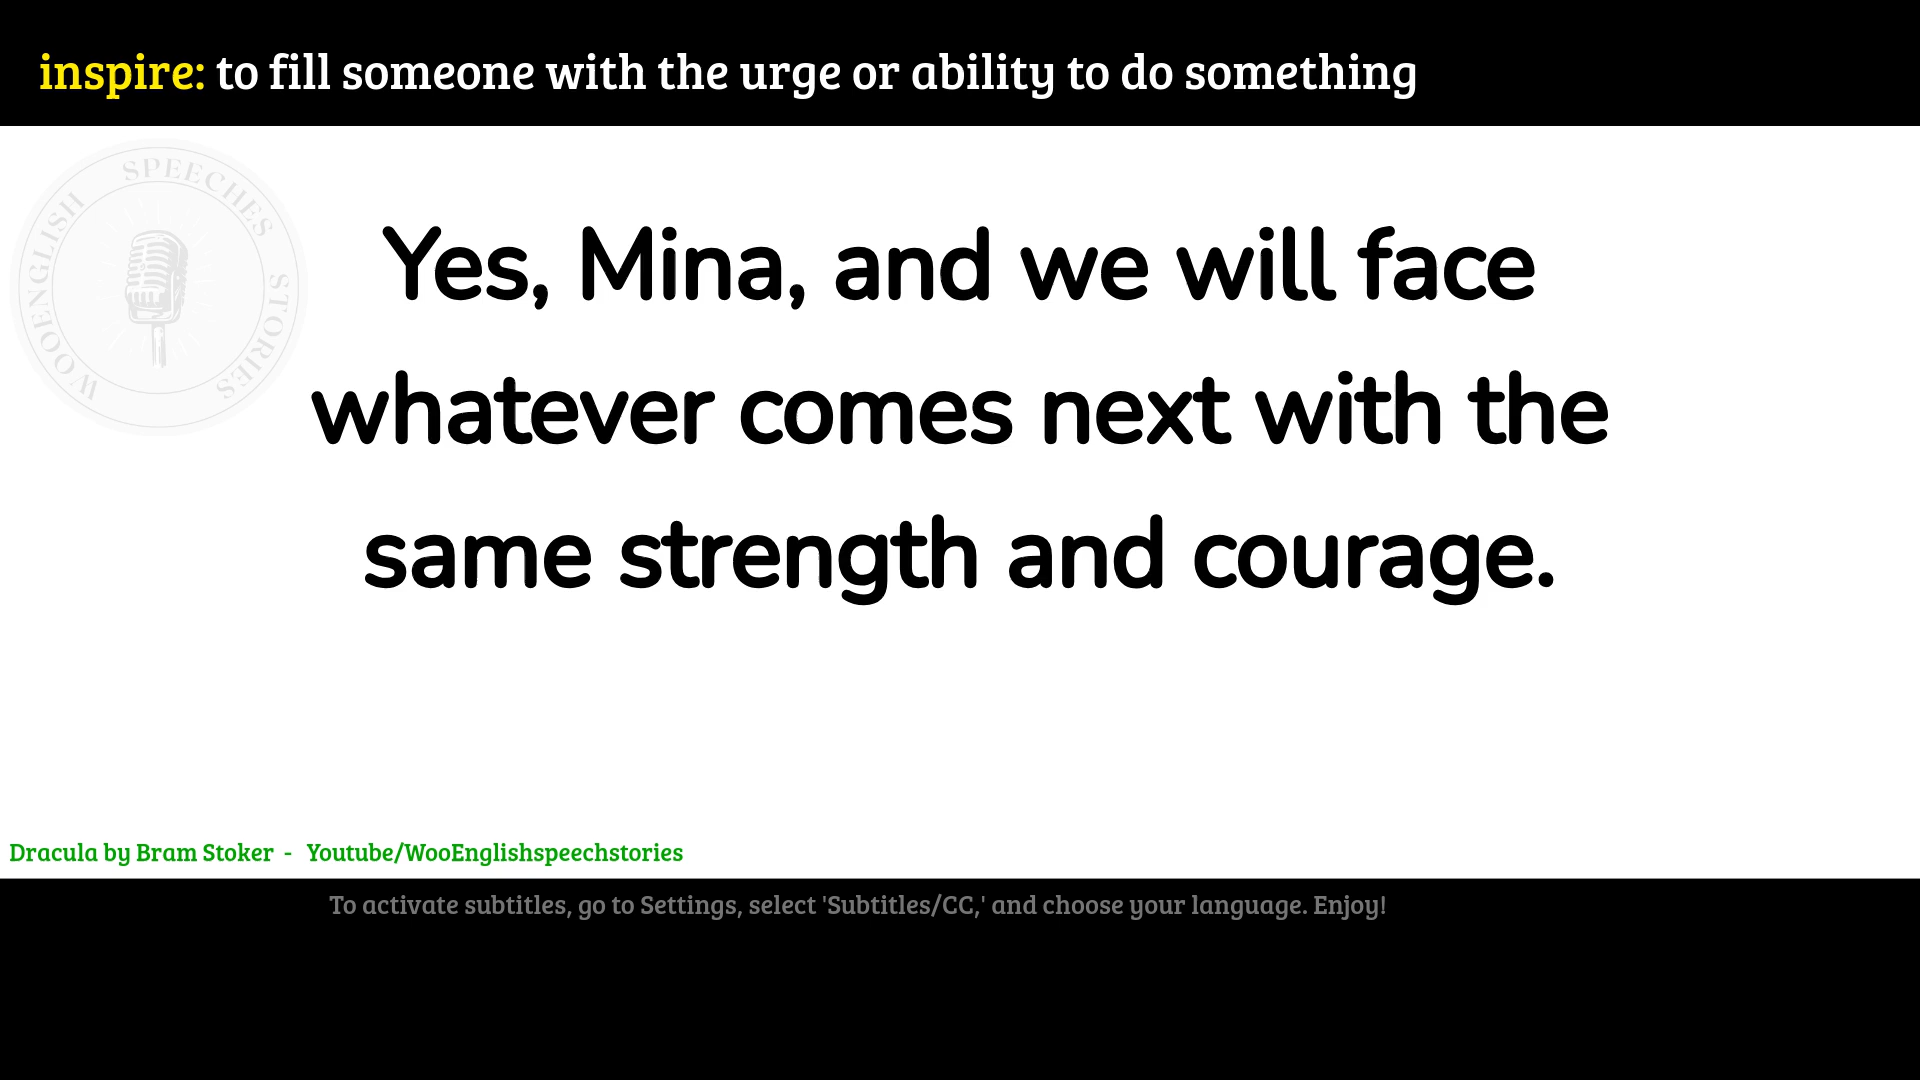 inspire: to fill someone with the urge or ability to do something
WOOENGLISH SPEECHES STORIES
Yes, Mina, and we will face
whatever comes next with the
same strength and courage.
Dracula by Bram Stoker - Youtube/WooEnglishspeechstories
To activate subtitles, go to Settings, select 'Subtitles/CC,' and choose your language. Enjoy!